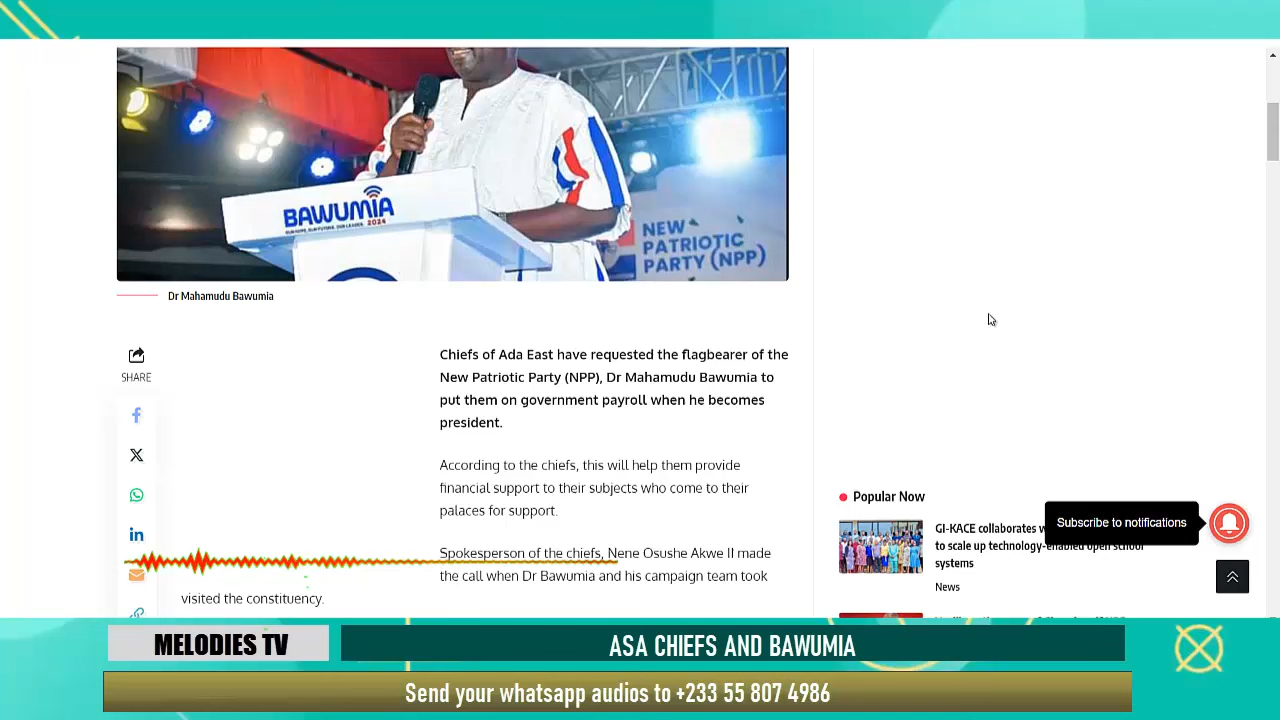 BAWUMIA
2024
NEW
PATRIOTIC
PARTY (NPP)
Dr Mahamudu Bawumia
SHARE
Chiefs of Ada East have requested the flagbearer of the
New Patriotic Party (NPP), Dr Mahamudu Bawumia to
put them on government payroll when he becomes
president.
According to the chiefs, this will help them provide
financial support to their subjects who come to their
palaces for support.
Spokesperson of the chiefs, Nene Osushe Akwe II made
the call when Dr Bawumia and his campaign team took
visited the constituency.
Popular Now
GI-KACE collaborates w
to scale up technology-enabled open school
systems
News
Subscribe to notifications
MELODIES TV
ASA CHIEFS AND BAWUMIA
Send your whatsapp audios to +233 55 807 4986